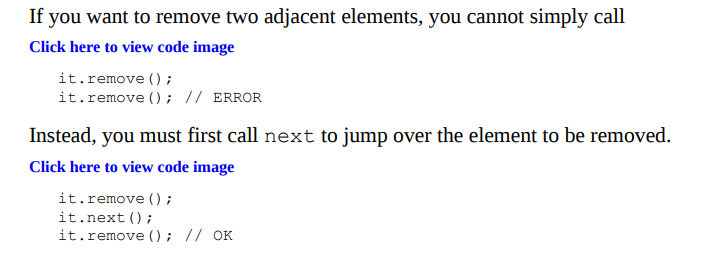 If you want to remove two adjacent elements, you cannot simply call
Click here to view code image
it.remove();
it.remove(); // ERROR
Instead, you must first call next to jump over the element to be removed.
Click here to view code image
it.remove();
it.next();
it.remove(); // OK